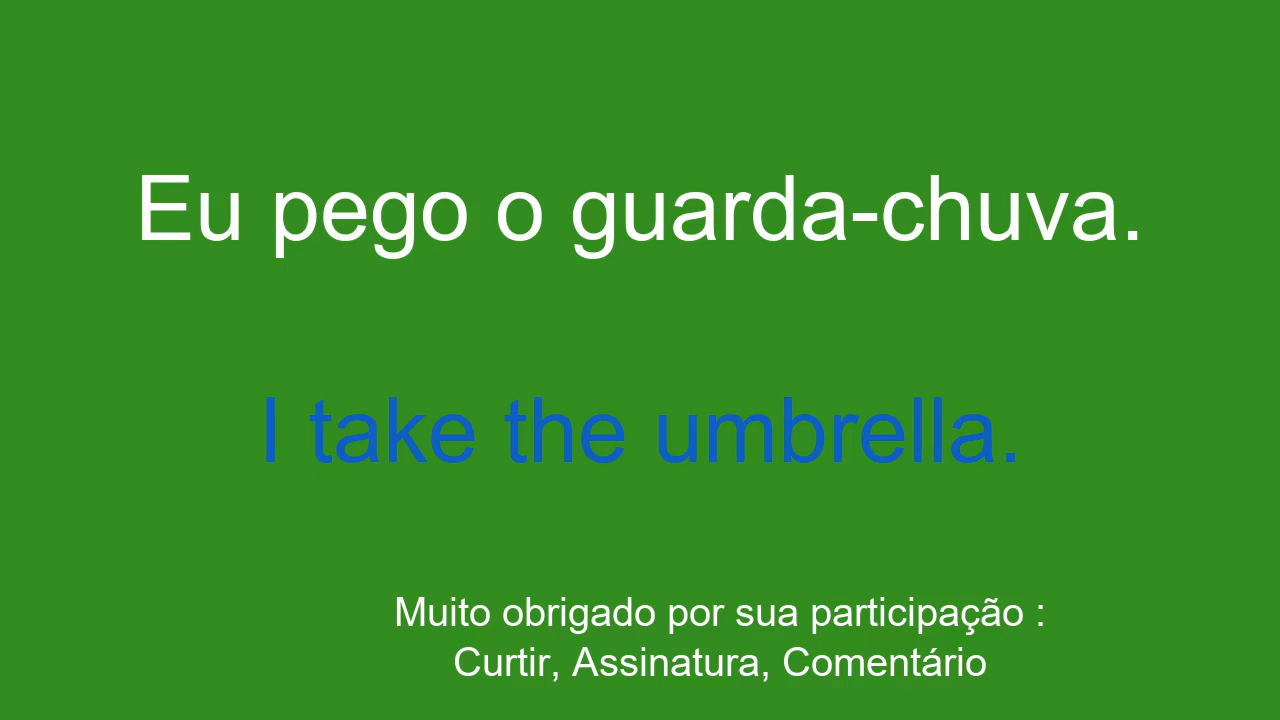 Eu pego o guarda-chuva.
I take the umbrella.
Muito obrigado por sua participação :
Curtir, Assinatura, Comentário